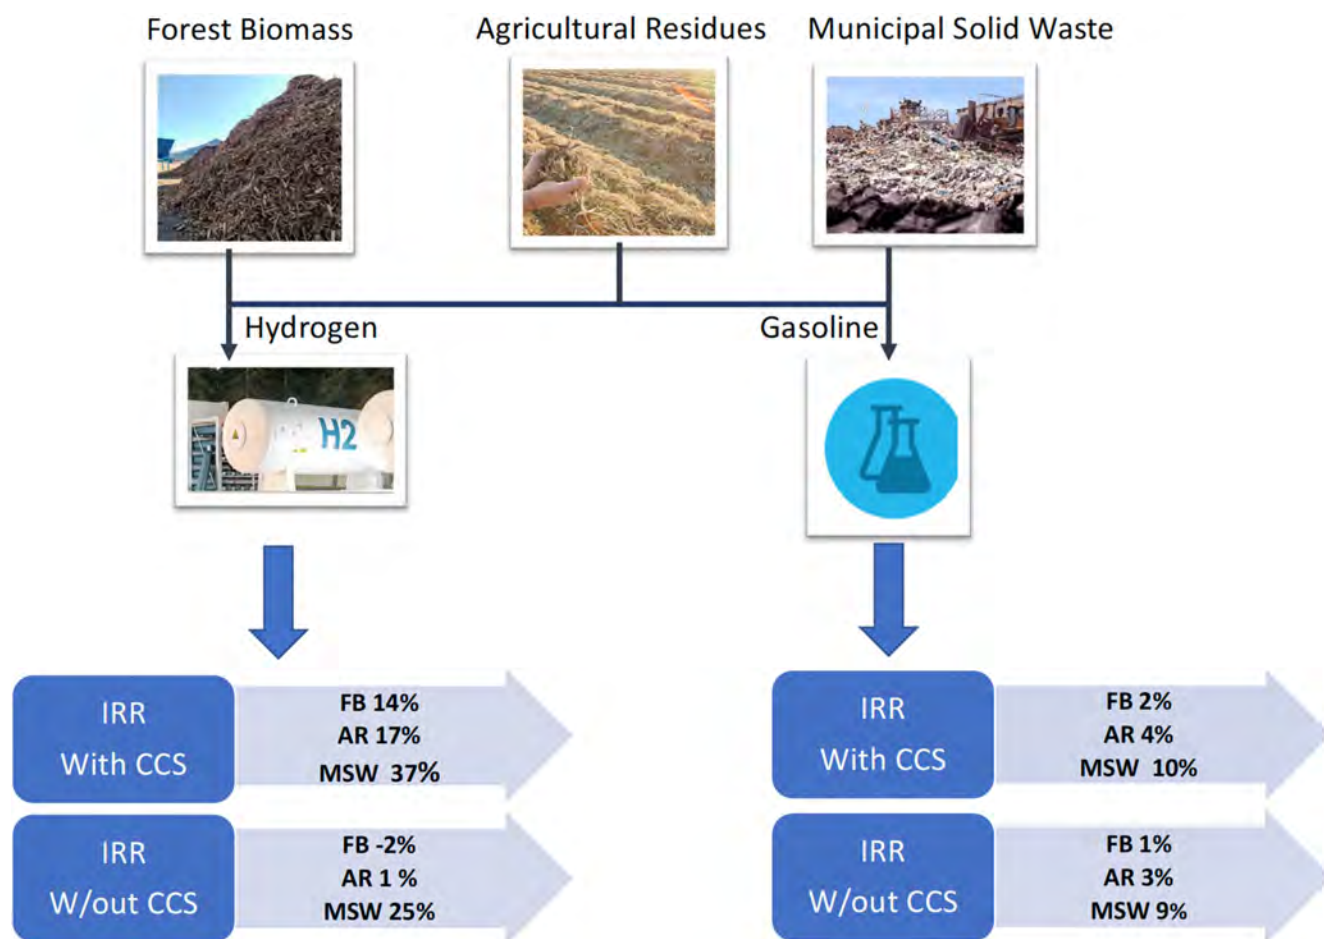 Forest Biomass
Agricultural Residues
Municipal Solid Waste
Hydrogen
Gasoline
H2
IRR
With CCS
FB 14%
AR 17%
MSW 37%
IRR
With CCS
FB 2%
AR 4%
MSW 10%
IRR
W/out CCS
FB -2%
AR 1 %
MSW 25%
IRR
W/out CCS
FB 1%
AR 3%
MSW 9%